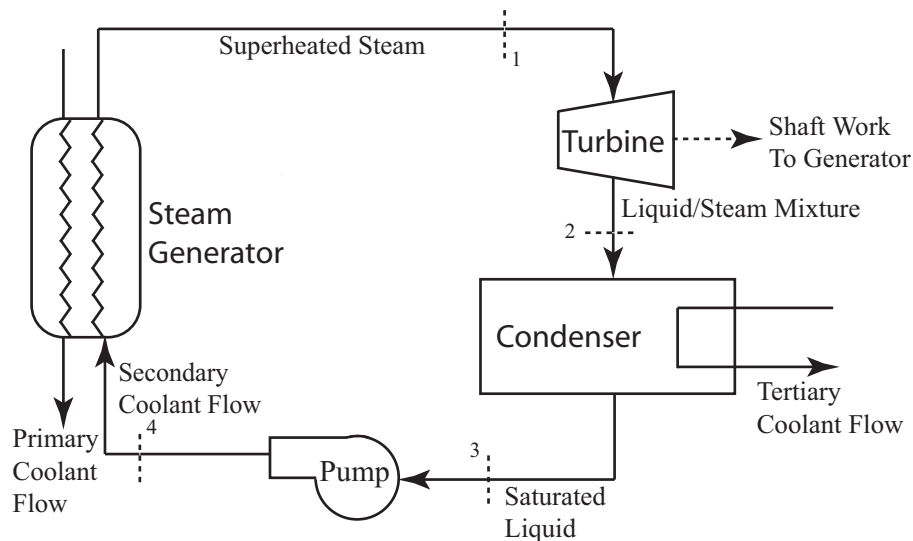 Superheated Steam
1
Turbine
Shaft Work
To Generator
Steam
Generator
2
Liquid/Steam Mixture
Condenser
Secondary
Coolant Flow
Tertiary
Coolant Flow
4
Primary
Coolant
Flow
Pump
3
Saturated
Liquid